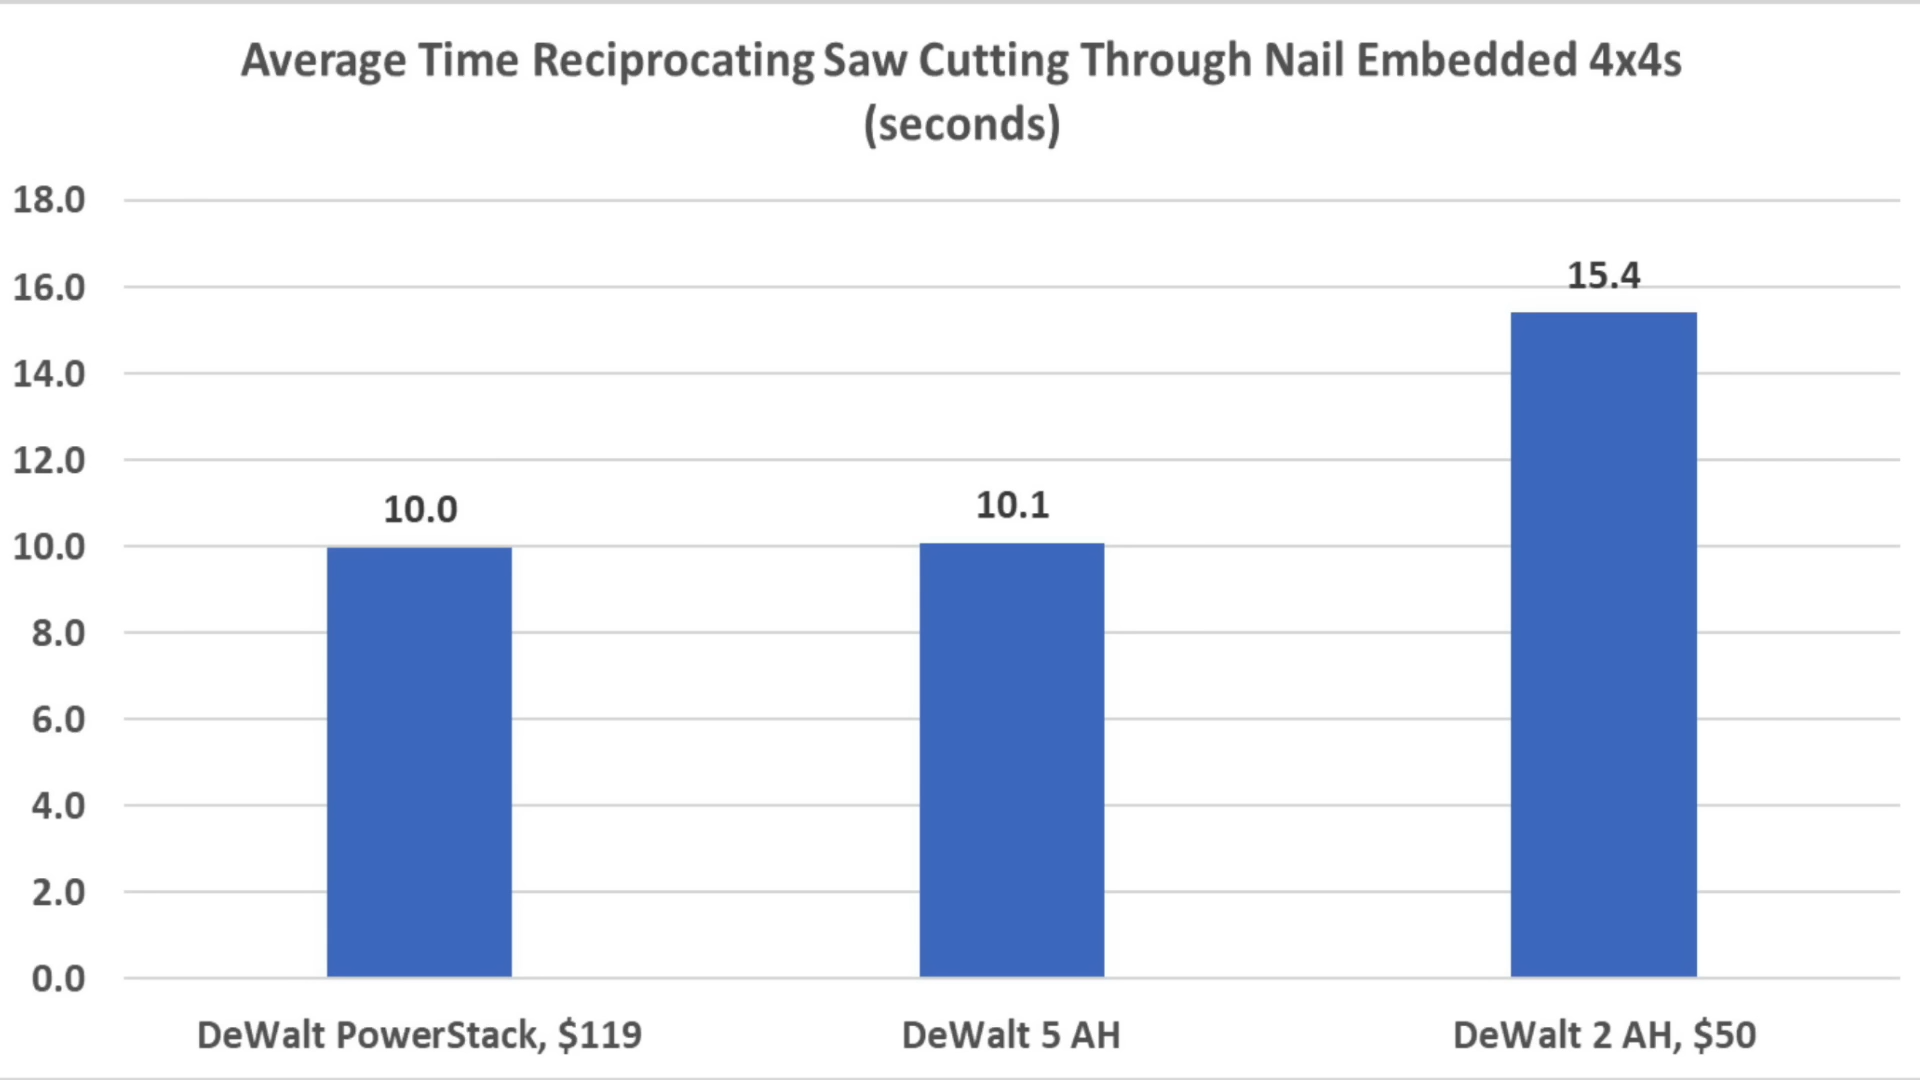 Average Time Reciprocating Saw Cutting Through Nail Embedded 4x4s
(seconds)
18.0
16.0
14.0
12.0
10.0
8.0
6.0
4.0
2.0
0.0
10.0
10.1
15.4
DeWalt PowerStack, $119
DeWalt 5 AH
DeWalt 2 AH, $50